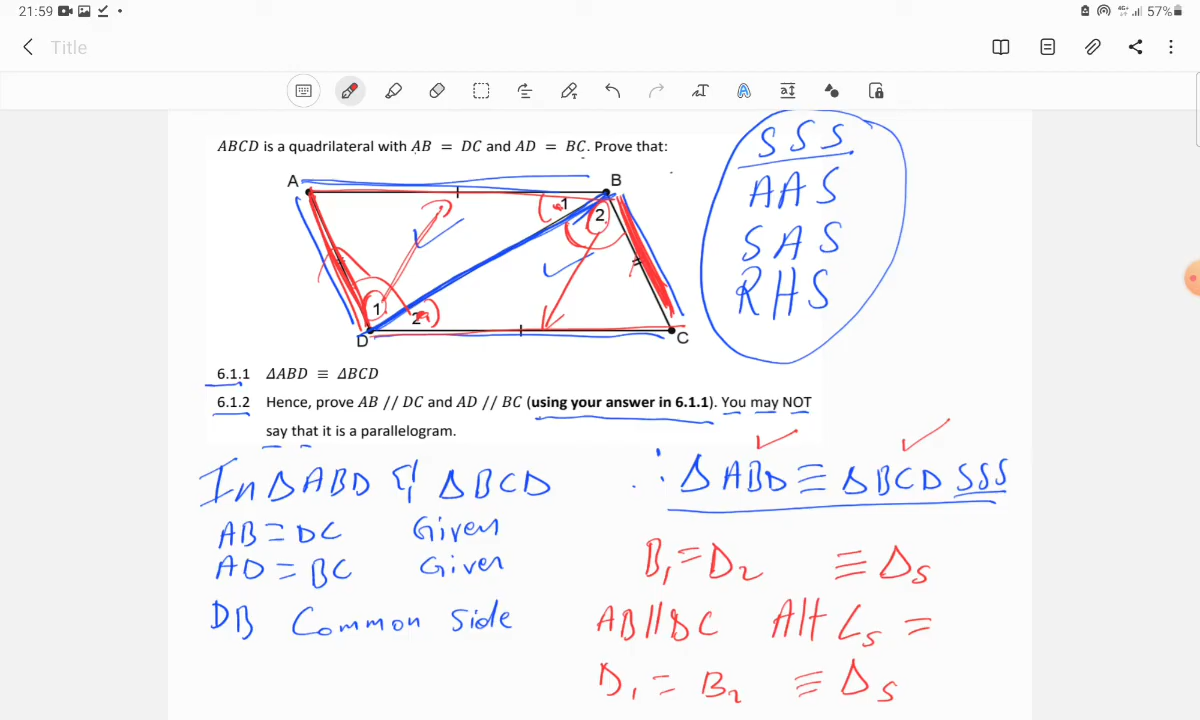 21:59 57%
Title
ABCD is a quadrilateral with AB = DC and AD = BC. Prove that:
SSS
AAS
SAS
RHS
A B
1
2
1
2
D C
6.1.1 ΔABD ≡ ΔBCD
6.1.2 Hence, prove AB // DC and AD // BC (using your answer in 6.1.1). You may NOT
say that it is a parallelogram.
In ΔABD & ΔBCD
AB = DC Given
AD = BC Given
DB Common side
∴ ΔABD ≡ ΔBCD SSS
B1 = D2 ≡ Δs
AB // DC Alt ∠s =
D1 = B2 ≡ Δs